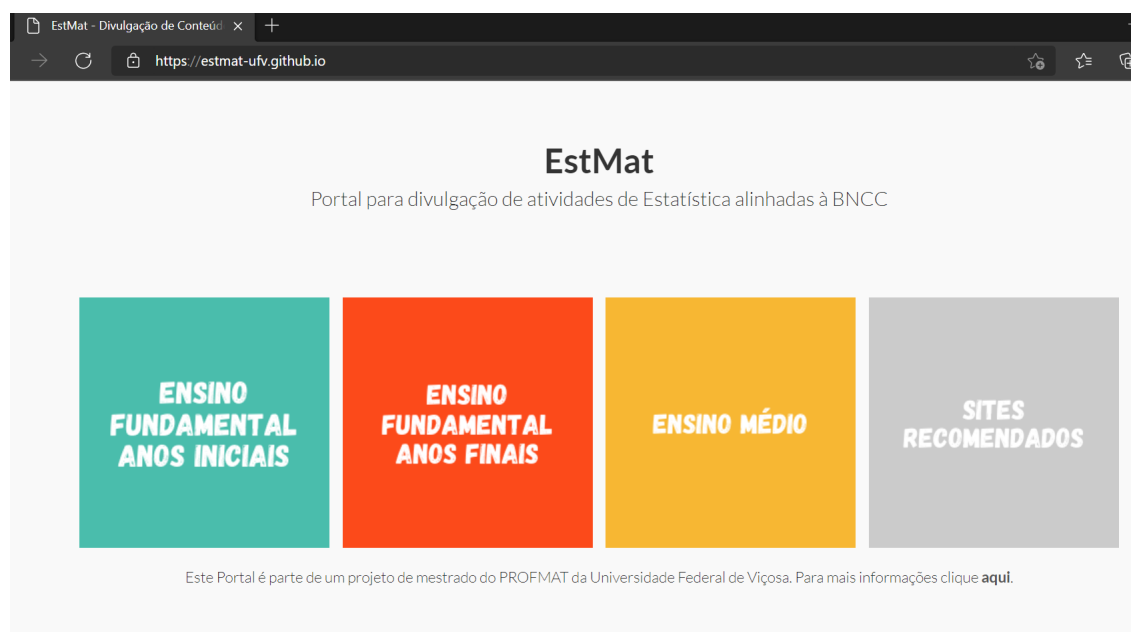 EstMat - Divulgação de Conteúd
https://estmat-ufv.github.io
EstMat
Portal para divulgação de atividades de Estatística alinhadas à BNCC
ENSINO
FUNDAMENTAL
ANOS INICIAIS
ENSINO
FUNDAMENTAL
ANOS FINAIS
ENSINO MÉDIO
SITES
RECOMENDADOS
Este Portal é parte de um projeto de mestrado do PROFMAT da Universidade Federal de Viçosa. Para mais informações clique aqui.